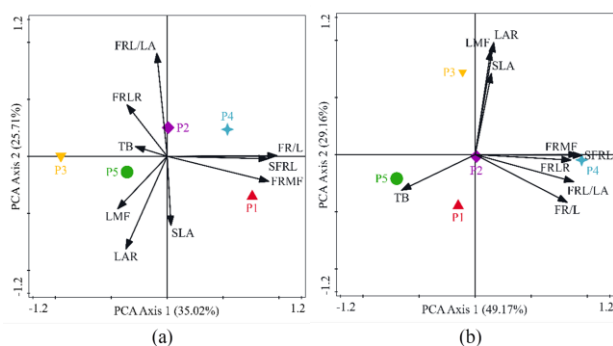 1.2
(a)
FRL/LA
FRLR
P2
P4
TB
FR/L
SFRL
FRMF
P3
P5
P1
LMF
SLA
LAR
PCA Axis 2 (25.71%)
-1.2
-1.2
PCA Axis 1 (35.02%)
1.2
(a)
1.2
(b)
LAR
LMF
P3
SLA
FRMF
SFRL
FRLR
P4
P2
FRL/LA
P5
TB
FR/L
P1
PCA Axis 2 (29.16%)
-1.2
-1.2
PCA Axis 1 (49.17%)
1.2
(b)